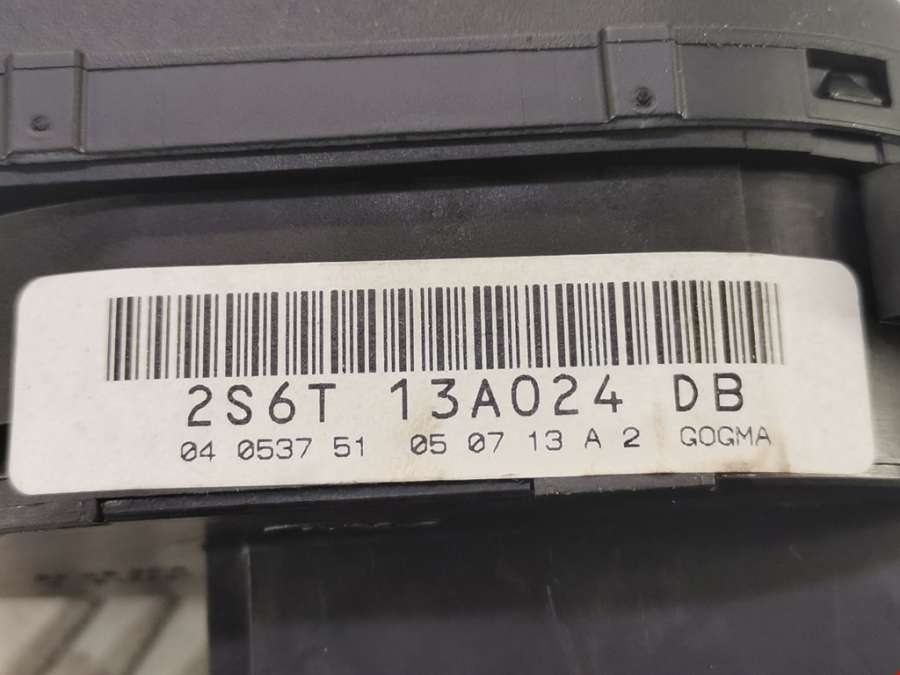 2S6T 13A024 DB
04 0537 51 05 07 13 A 2 GOGMA